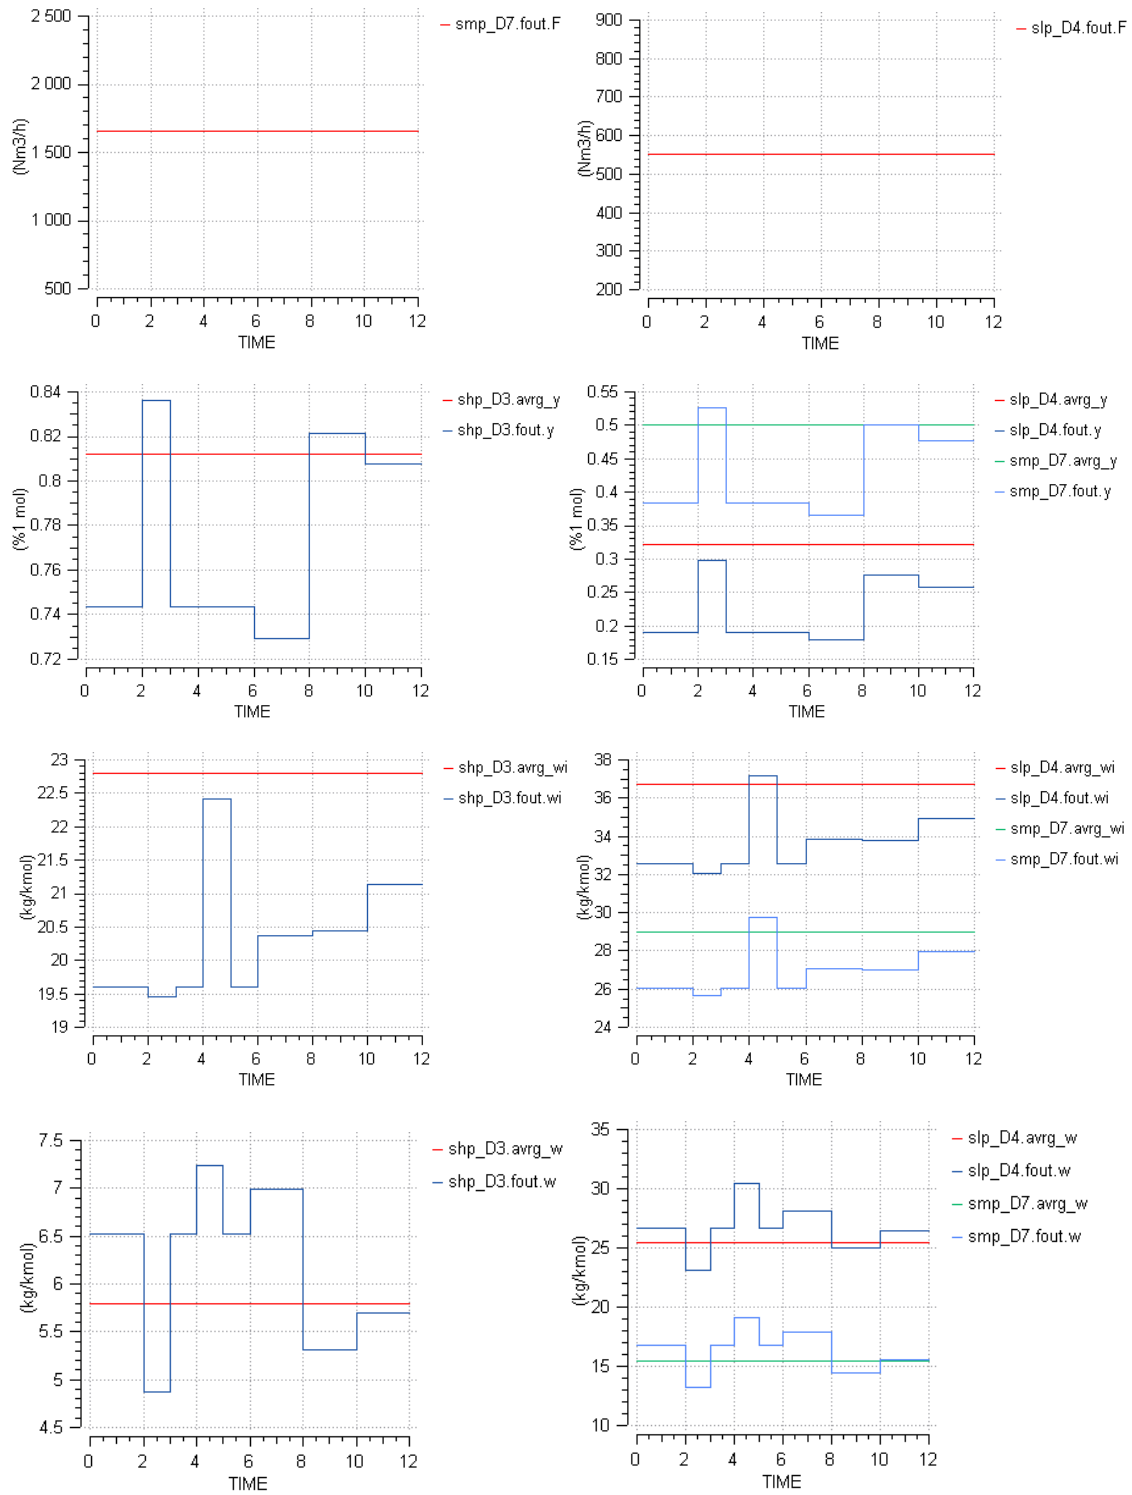 2 500
2 000
1 500
1 000
500
(Nm3/h)
0 2 4 6 8 10 12
TIME
smp_D7.fout.F
900
800
700
600
500
400
300
200
(Nm3/h)
0 2 4 6 8 10 12
TIME
slp_D4.fout.F
0.84
0.82
0.8
0.78
0.76
0.74
0.72
(%1 mol)
0 2 4 6 8 10 12
TIME
shp_D3.avrg_y
shp_D3.fout.y
0.55
0.5
0.45
0.4
0.35
0.3
0.25
0.2
0.15
(%1 mol)
0 2 4 6 8 10 12
TIME
slp_D4.avrg_y
slp_D4.fout.y
smp_D7.avrg_y
smp_D7.fout.y
23
22.5
22
21.5
21
20.5
20
19.5
19
(kg/kmol)
0 2 4 6 8 10 12
TIME
shp_D3.avrg_wi
shp_D3.fout.wi
38
36
34
32
30
28
26
24
(kg/kmol)
0 2 4 6 8 10 12
TIME
slp_D4.avrg_wi
slp_D4.fout.wi
smp_D7.avrg_wi
smp_D7.fout.wi
7.5
7
6.5
6
5.5
5
4.5
(kg/kmol)
0 2 4 6 8 10 12
TIME
shp_D3.avrg_w
shp_D3.fout.w
35
30
25
20
15
10
(kg/kmol)
0 2 4 6 8 10 12
TIME
slp_D4.avrg_w
slp_D4.fout.w
smp_D7.avrg_w
smp_D7.fout.w